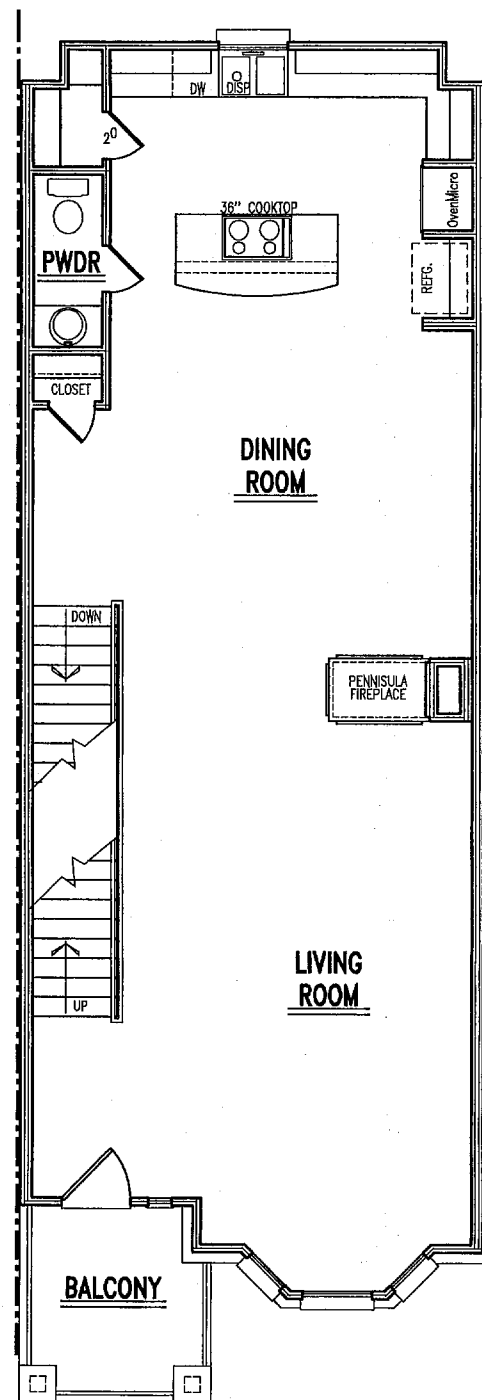 DW
DISP
2⁰
36" COOKTOP
OvenMicro
PWDR
REFG.
CLOSET
DINING
ROOM
DOWN
PENNISULA
FIREPLACE
LIVING
ROOM
UP
BALCONY